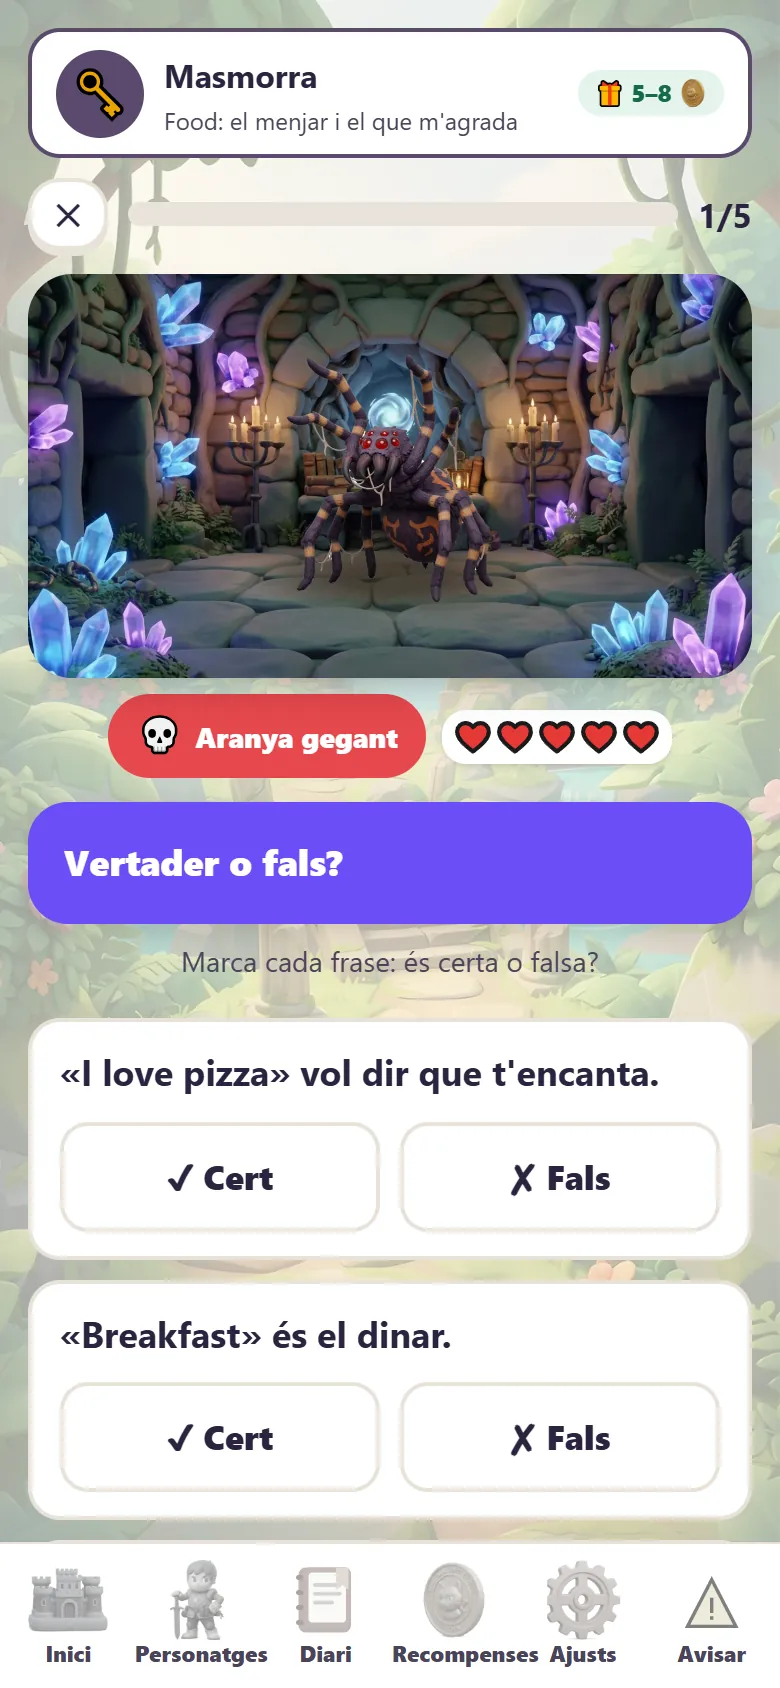 Masmorra
Food: el menjar i el que m'agrada
5–8
1/5
Aranya gegant
Vertader o fals?
Marca cada frase: és certa o falsa?
«I love pizza» vol dir que t'encanta.
✓ Cert
✗ Fals
«Breakfast» és el dinar.
✓ Cert
✗ Fals
Inici
Personatges
Diari
Recompenses
Ajusts
Avisar